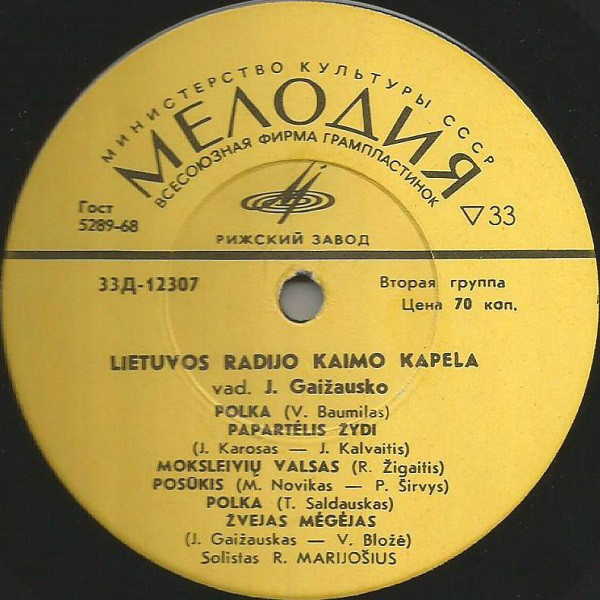 МИНИСТЕРСТВО КУЛЬТУРЫ СССР
МЕЛОДИЯ
ВСЕСОЮЗНАЯ ФИРМА ГРАМПЛАСТИНОК
Гост
5289-68
▽33
РИЖСКИЙ ЗАВОД
33Д-12307
Вторая группа
Цена 70 коп.
LIETUVOS RADIJO KAIMO KAPELA
vad. J. Gaižausko
POLKA (V. Baumilas)
PAPARTĖLIS ŽYDI
(J. Karosas — J. Kalvaitis)
MOKSLEIVIŲ VALSAS (R. Žigaitis)
POSŪKIS (M. Novikas — P. Širvys)
POLKA (T. Saldauskas)
ŽVEJAS MĖGĖJAS
(J. Gaižauskas — V. Bložė)
Solistas R. MARIJOŠIUS